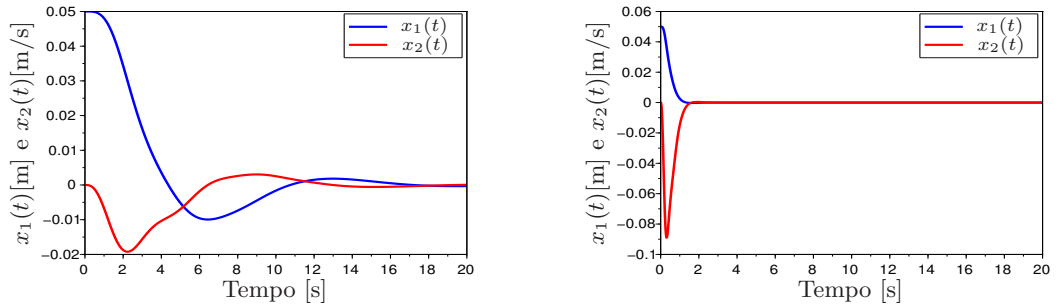 x₁(t)[m] e x₂(t)[m/s]
0.05
0.04
0.03
0.02
0.01
0
−0.01
−0.02
x₁(t)
x₂(t)
0 2 4 6 8 10 12 14 16 18 20
Tempo [s]
x₁(t)[m] e x₂(t)[m/s]
0.06
0.04
0.02
0
−0.02
−0.04
−0.06
−0.08
−0.1
x₁(t)
x₂(t)
0 2 4 6 8 10 12 14 16 18 20
Tempo [s]